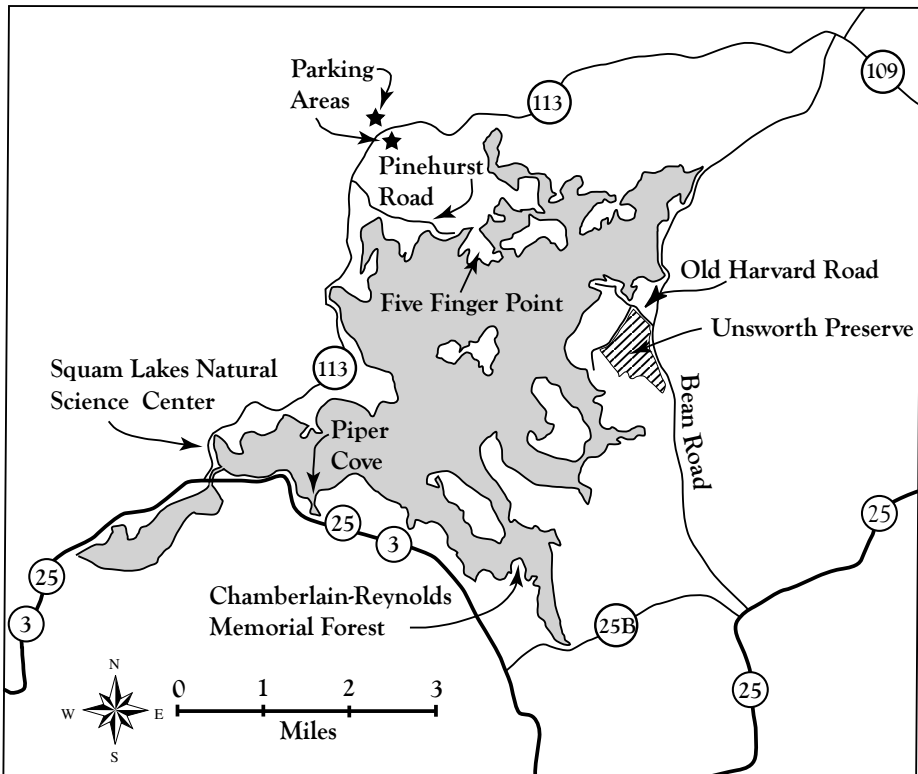 Parking
Areas
113
109
Pinehurst
Road
Old Harvard Road
Five Finger Point
Unsworth Preserve
Squam Lakes Natural
Science Center
113
Bean Road
Piper
Cove
25
3
25
25
3
Chamberlain-Reynolds
Memorial Forest
25B
25
N
W E
S
0 1 2 3
Miles